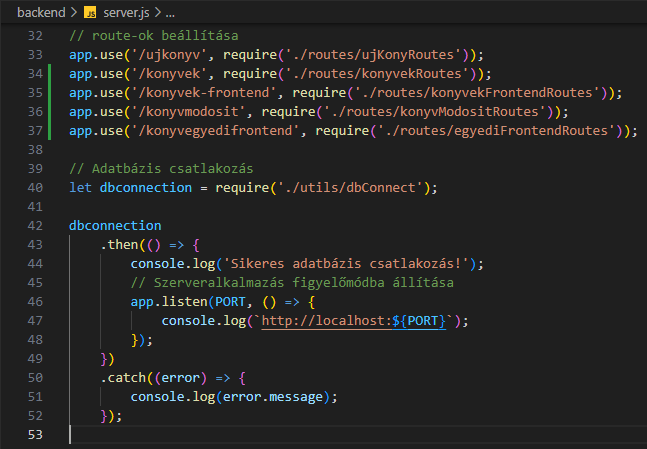 backend > JS server.js > ...
32 // route-ok beállítása
33 app.use('/ujkonyv', require('./routes/ujKonyRoutes'));
34 app.use('/konyvek', require('./routes/konyvekRoutes'));
35 app.use('/konyvek-frontend', require('./routes/konyvekFrontendRoutes'));
36 app.use('/konyvmodosit', require('./routes/konyvModositRoutes'));
37 app.use('/konyvegyedifrontend', require('./routes/egyediFrontendRoutes'));
38
39 // Adatbázis csatlakozás
40 let dbconnection = require('./utils/dbConnect');
41
42 dbconnection
43     .then(() => {
44         console.log('Sikeres adatbázis csatlakozás!');
45         // Szerveralkalmazás figyelőmódba állítása
46         app.listen(PORT, () => {
47             console.log(`http://localhost:${PORT}`);
48         });
49     })
50     .catch((error) => {
51         console.log(error.message);
52     });
53